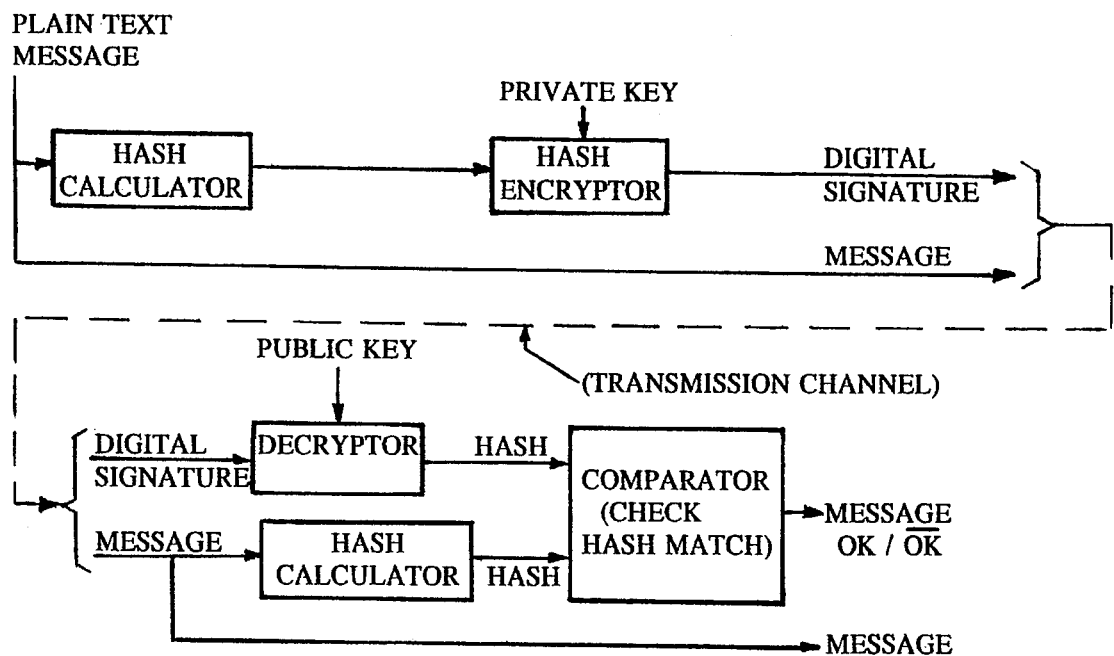 PLAIN TEXT
MESSAGE
PRIVATE KEY
HASH
CALCULATOR
HASH
ENCRYPTOR
DIGITAL
SIGNATURE
MESSAGE
PUBLIC KEY
(TRANSMISSION CHANNEL)
DIGITAL
SIGNATURE
DECRYPTOR
HASH
COMPARATOR
(CHECK
HASH MATCH)
MESSAGE
OK / O̅K̅
MESSAGE
HASH
CALCULATOR
HASH
MESSAGE